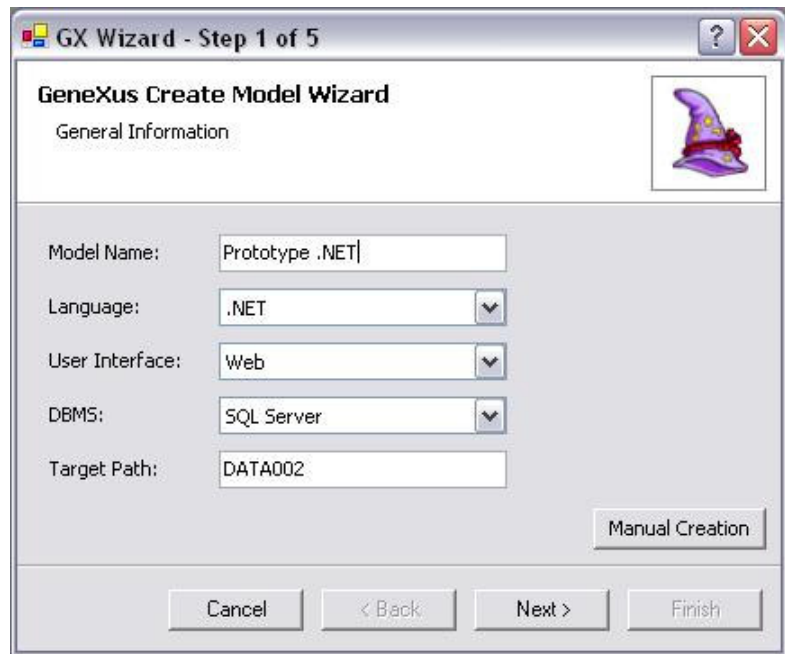 GX Wizard - Step 1 of 5
GeneXus Create Model Wizard
General Information
Model Name: Prototype .NET
Language: .NET
User Interface: Web
DBMS: SQL Server
Target Path: DATA002
Manual Creation
Cancel < Back Next > Finish